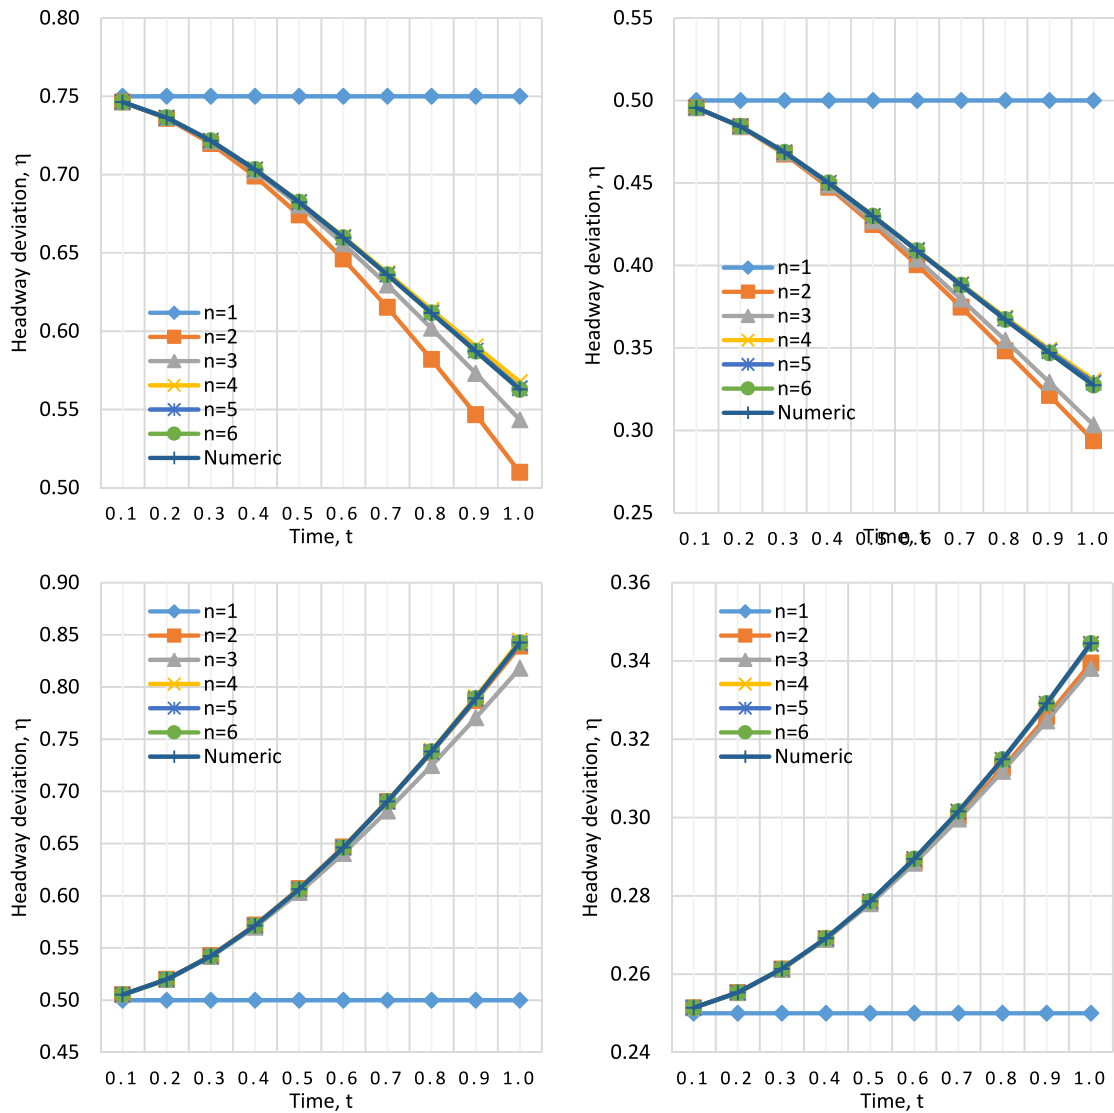 0.80
0.75
0.70
0.65
0.60
0.55
0.50
Headway deviation, η
n=1
n=2
n=3
n=4
n=5
n=6
Numeric
0.1 0.2 0.3 0.4 0.5 0.6 0.7 0.8 0.9 1.0
Time, t
0.55
0.50
0.45
0.40
0.35
0.30
0.25
Headway deviation, η
n=1
n=2
n=3
n=4
n=5
n=6
Numeric
0.1 0.2 0.3 0.4 0.5 0.6 0.7 0.8 0.9 1.0
Time, t
0.90
0.85
0.80
0.75
0.70
0.65
0.60
0.55
0.50
0.45
Headway deviation, η
n=1
n=2
n=3
n=4
n=5
n=6
Numeric
0.1 0.2 0.3 0.4 0.5 0.6 0.7 0.8 0.9 1.0
Time, t
0.36
0.34
0.32
0.30
0.28
0.26
0.24
Headway deviation, η
n=1
n=2
n=3
n=4
n=5
n=6
Numeric
0.1 0.2 0.3 0.4 0.5 0.6 0.7 0.8 0.9 1.0
Time, t